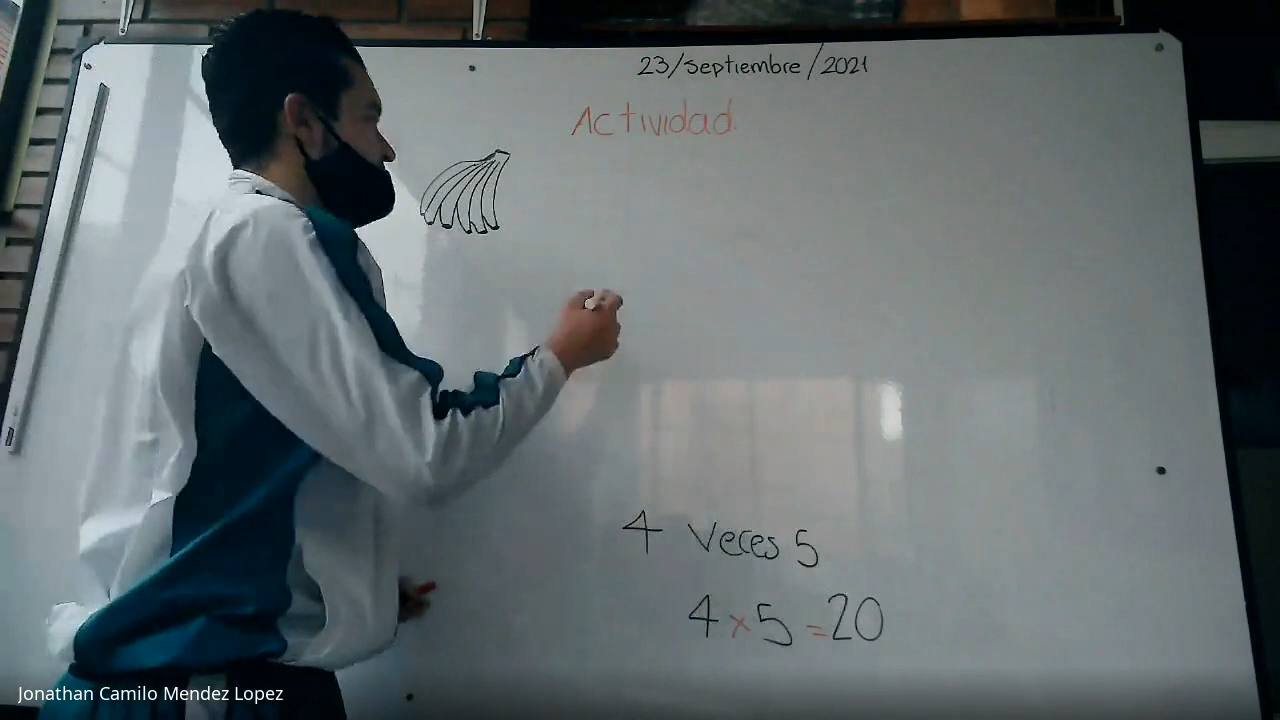 23/septiembre/2021
Actividad.
4 veces 5
4 x 5 = 20
Jonathan Camilo Mendez Lopez